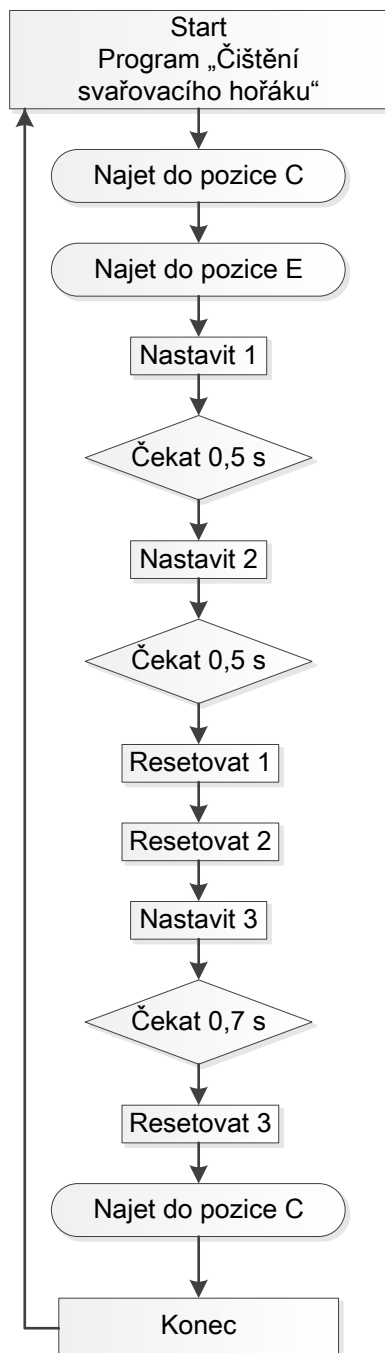 Start
Program „Čištění
svařovacího hořáku“
Najet do pozice C
Najet do pozice E
Nastavit 1
Čekat 0,5 s
Nastavit 2
Čekat 0,5 s
Resetovat 1
Resetovat 2
Nastavit 3
Čekat 0,7 s
Resetovat 3
Najet do pozice C
Konec